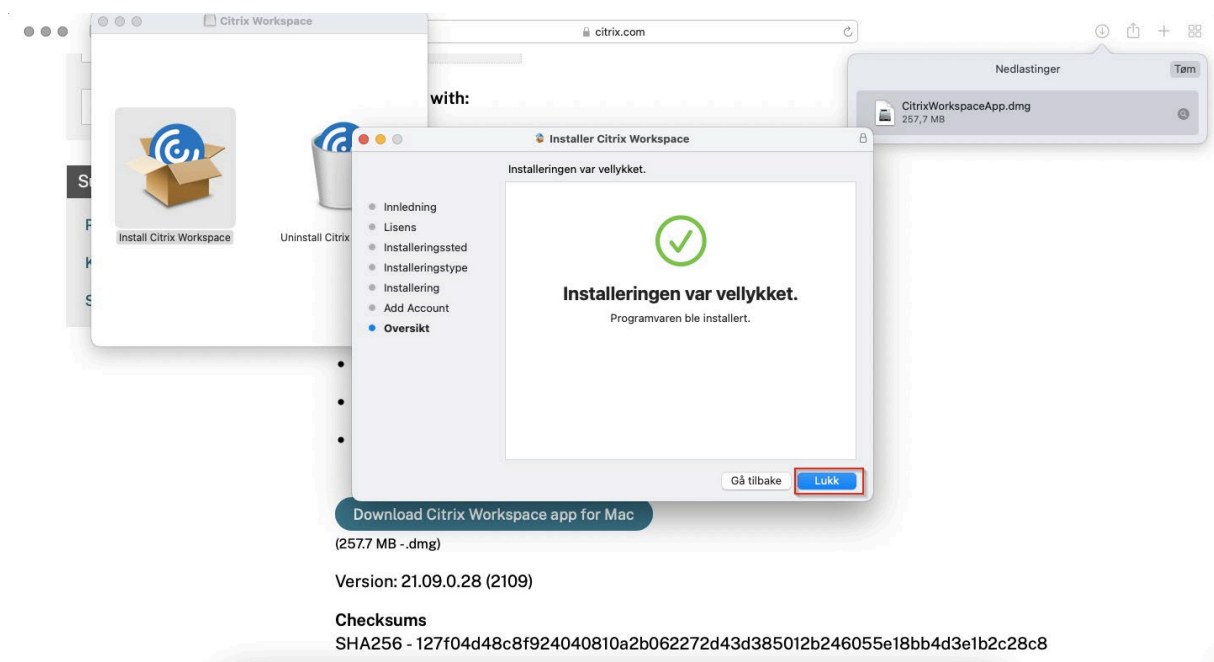 Citrix Workspace
citrix.com
Nedlastinger
Tøm
CitrixWorkspaceApp.dmg
257,7 MB
with:
Install Citrix Workspace
Uninstall Citrix
Installer Citrix Workspace
Installeringen var vellykket.
Innledning
Lisens
Installeringssted
Installeringstype
Installering
Add Account
Oversikt
Installeringen var vellykket.
Programvaren ble installert.
Gå tilbake
Lukk
Download Citrix Workspace app for Mac
(257.7 MB - .dmg)
Version: 21.09.0.28 (2109)
Checksums
SHA256 - 127f04d48c8f924040810a2b062272d43d385012b246055e18bb4d3e1b2c28c8